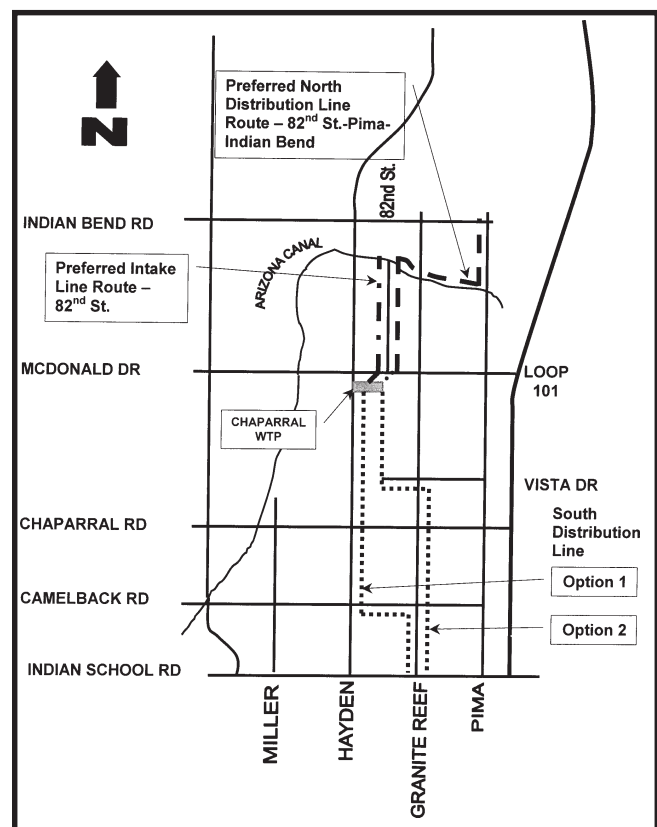 Preferred North
Distribution Line
Route – 82nd St.-Pima-
Indian Bend
N
82nd St.
INDIAN BEND RD
ARIZONA CANAL
Preferred Intake
Line Route –
82nd St.
MCDONALD DR
LOOP
101
CHAPARRAL
WTP
VISTA DR
CHAPARRAL RD
South
Distribution
Line
Option 1
CAMELBACK RD
Option 2
INDIAN SCHOOL RD
MILLER
HAYDEN
GRANITE REEF
PIMA